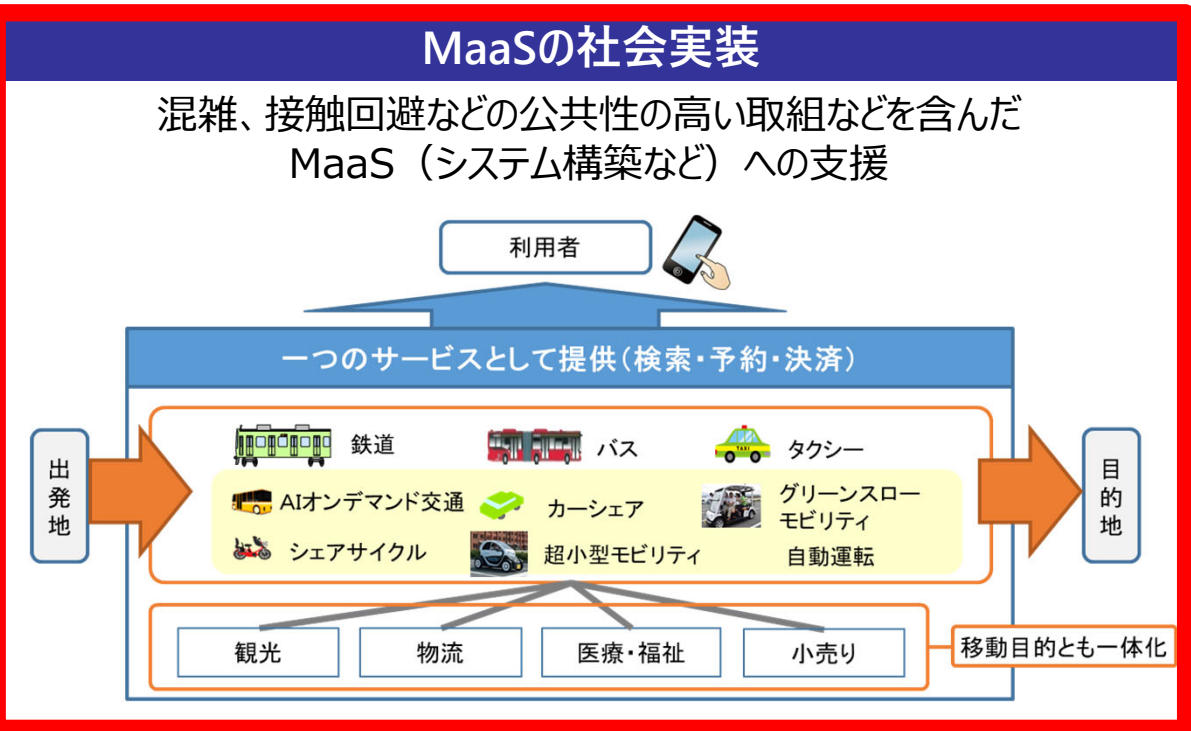 MaaSの社会実装
混雑、接触回避などの公共性の高い取組などを含んだ
MaaS（システム構築など）への支援
利用者
一つのサービスとして提供（検索・予約・決済）
出発地
鉄道
バス
TAXI
タクシー
AIオンデマンド交通
カーシェア
グリーンスロー
モビリティ
シェアサイクル
超小型モビリティ
自動運転
目的地
観光
物流
医療・福祉
小売り
移動目的とも一体化